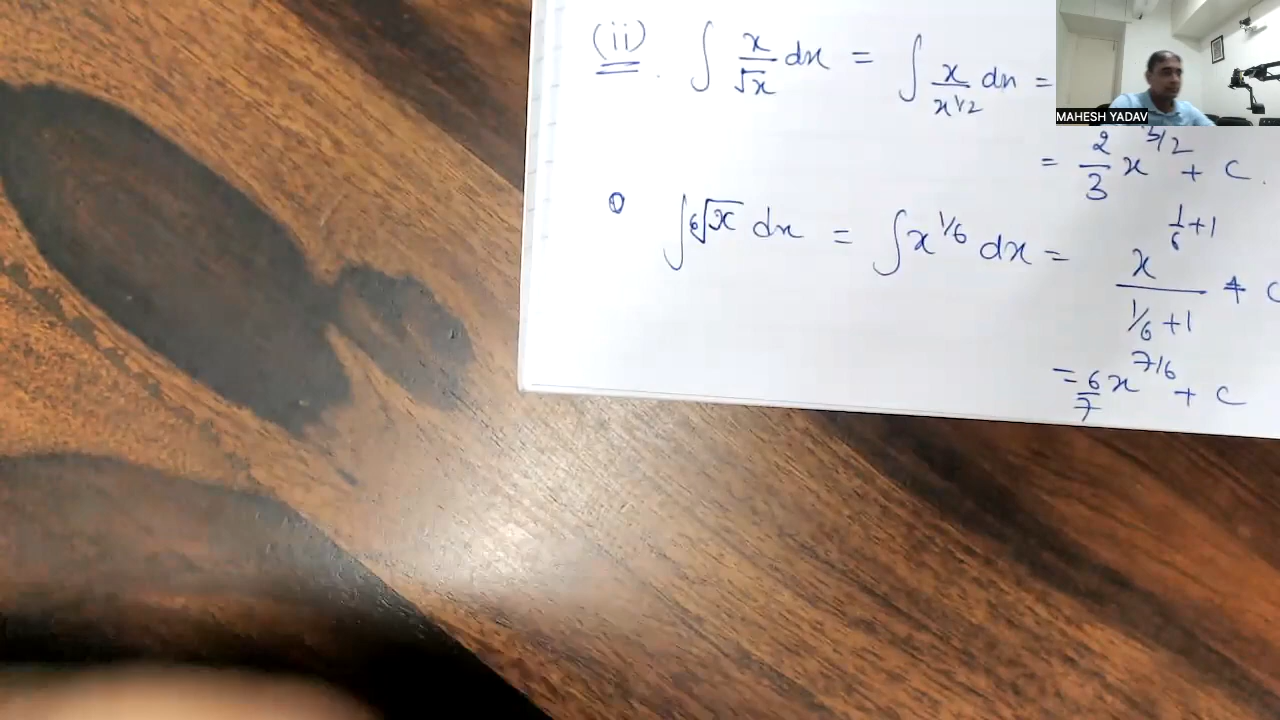 (ii). ∫ x/√x dx = ∫ x/x^1/2 dx =
MAHESH YADAV
= 2/3 x^3/2 + c.
① ∫ 6√x dx = ∫ x^1/6 dx = x^(1/6+1)/(1/6+1) + c
= 6/7 x^7/6 + c